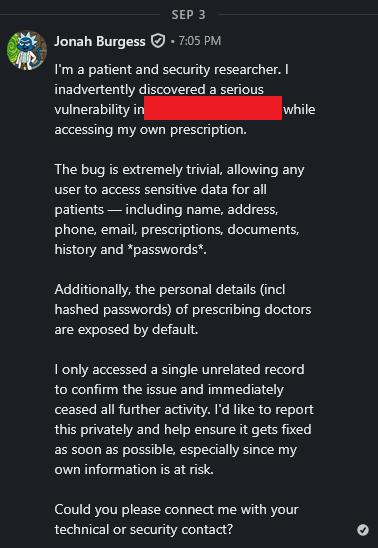 SEP 3
Jonah Burgess • 7:05 PM
I'm a patient and security researcher. I
inadvertently discovered a serious
vulnerability in while
accessing my own prescription.
The bug is extremely trivial, allowing any
user to access sensitive data for all
patients — including name, address,
phone, email, prescriptions, documents,
history and *passwords*.
Additionally, the personal details (incl
hashed passwords) of prescribing doctors
are exposed by default.
I only accessed a single unrelated record
to confirm the issue and immediately
ceased all further activity. I'd like to report
this privately and help ensure it gets fixed
as soon as possible, especially since my
own information is at risk.
Could you please connect me with your
technical or security contact?